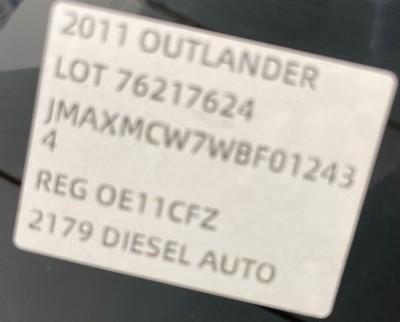 2011 OUTLANDER
LOT 76217624
JMAXMCW7WBF01243
4
REG OE11CFZ
2179 DIESEL AUTO